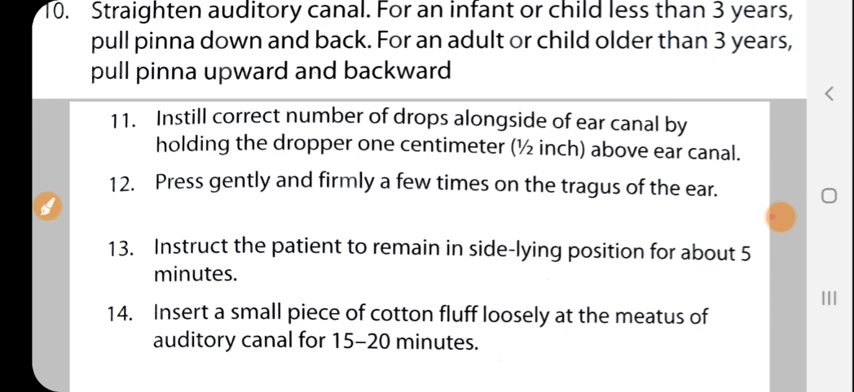 10. Straighten auditory canal. For an infant or child less than 3 years,
pull pinna down and back. For an adult or child older than 3 years,
pull pinna upward and backward
11. Instill correct number of drops alongside of ear canal by
holding the dropper one centimeter (½ inch) above ear canal.
12. Press gently and firmly a few times on the tragus of the ear.
13. Instruct the patient to remain in side-lying position for about 5
minutes.
14. Insert a small piece of cotton fluff loosely at the meatus of
auditory canal for 15–20 minutes.